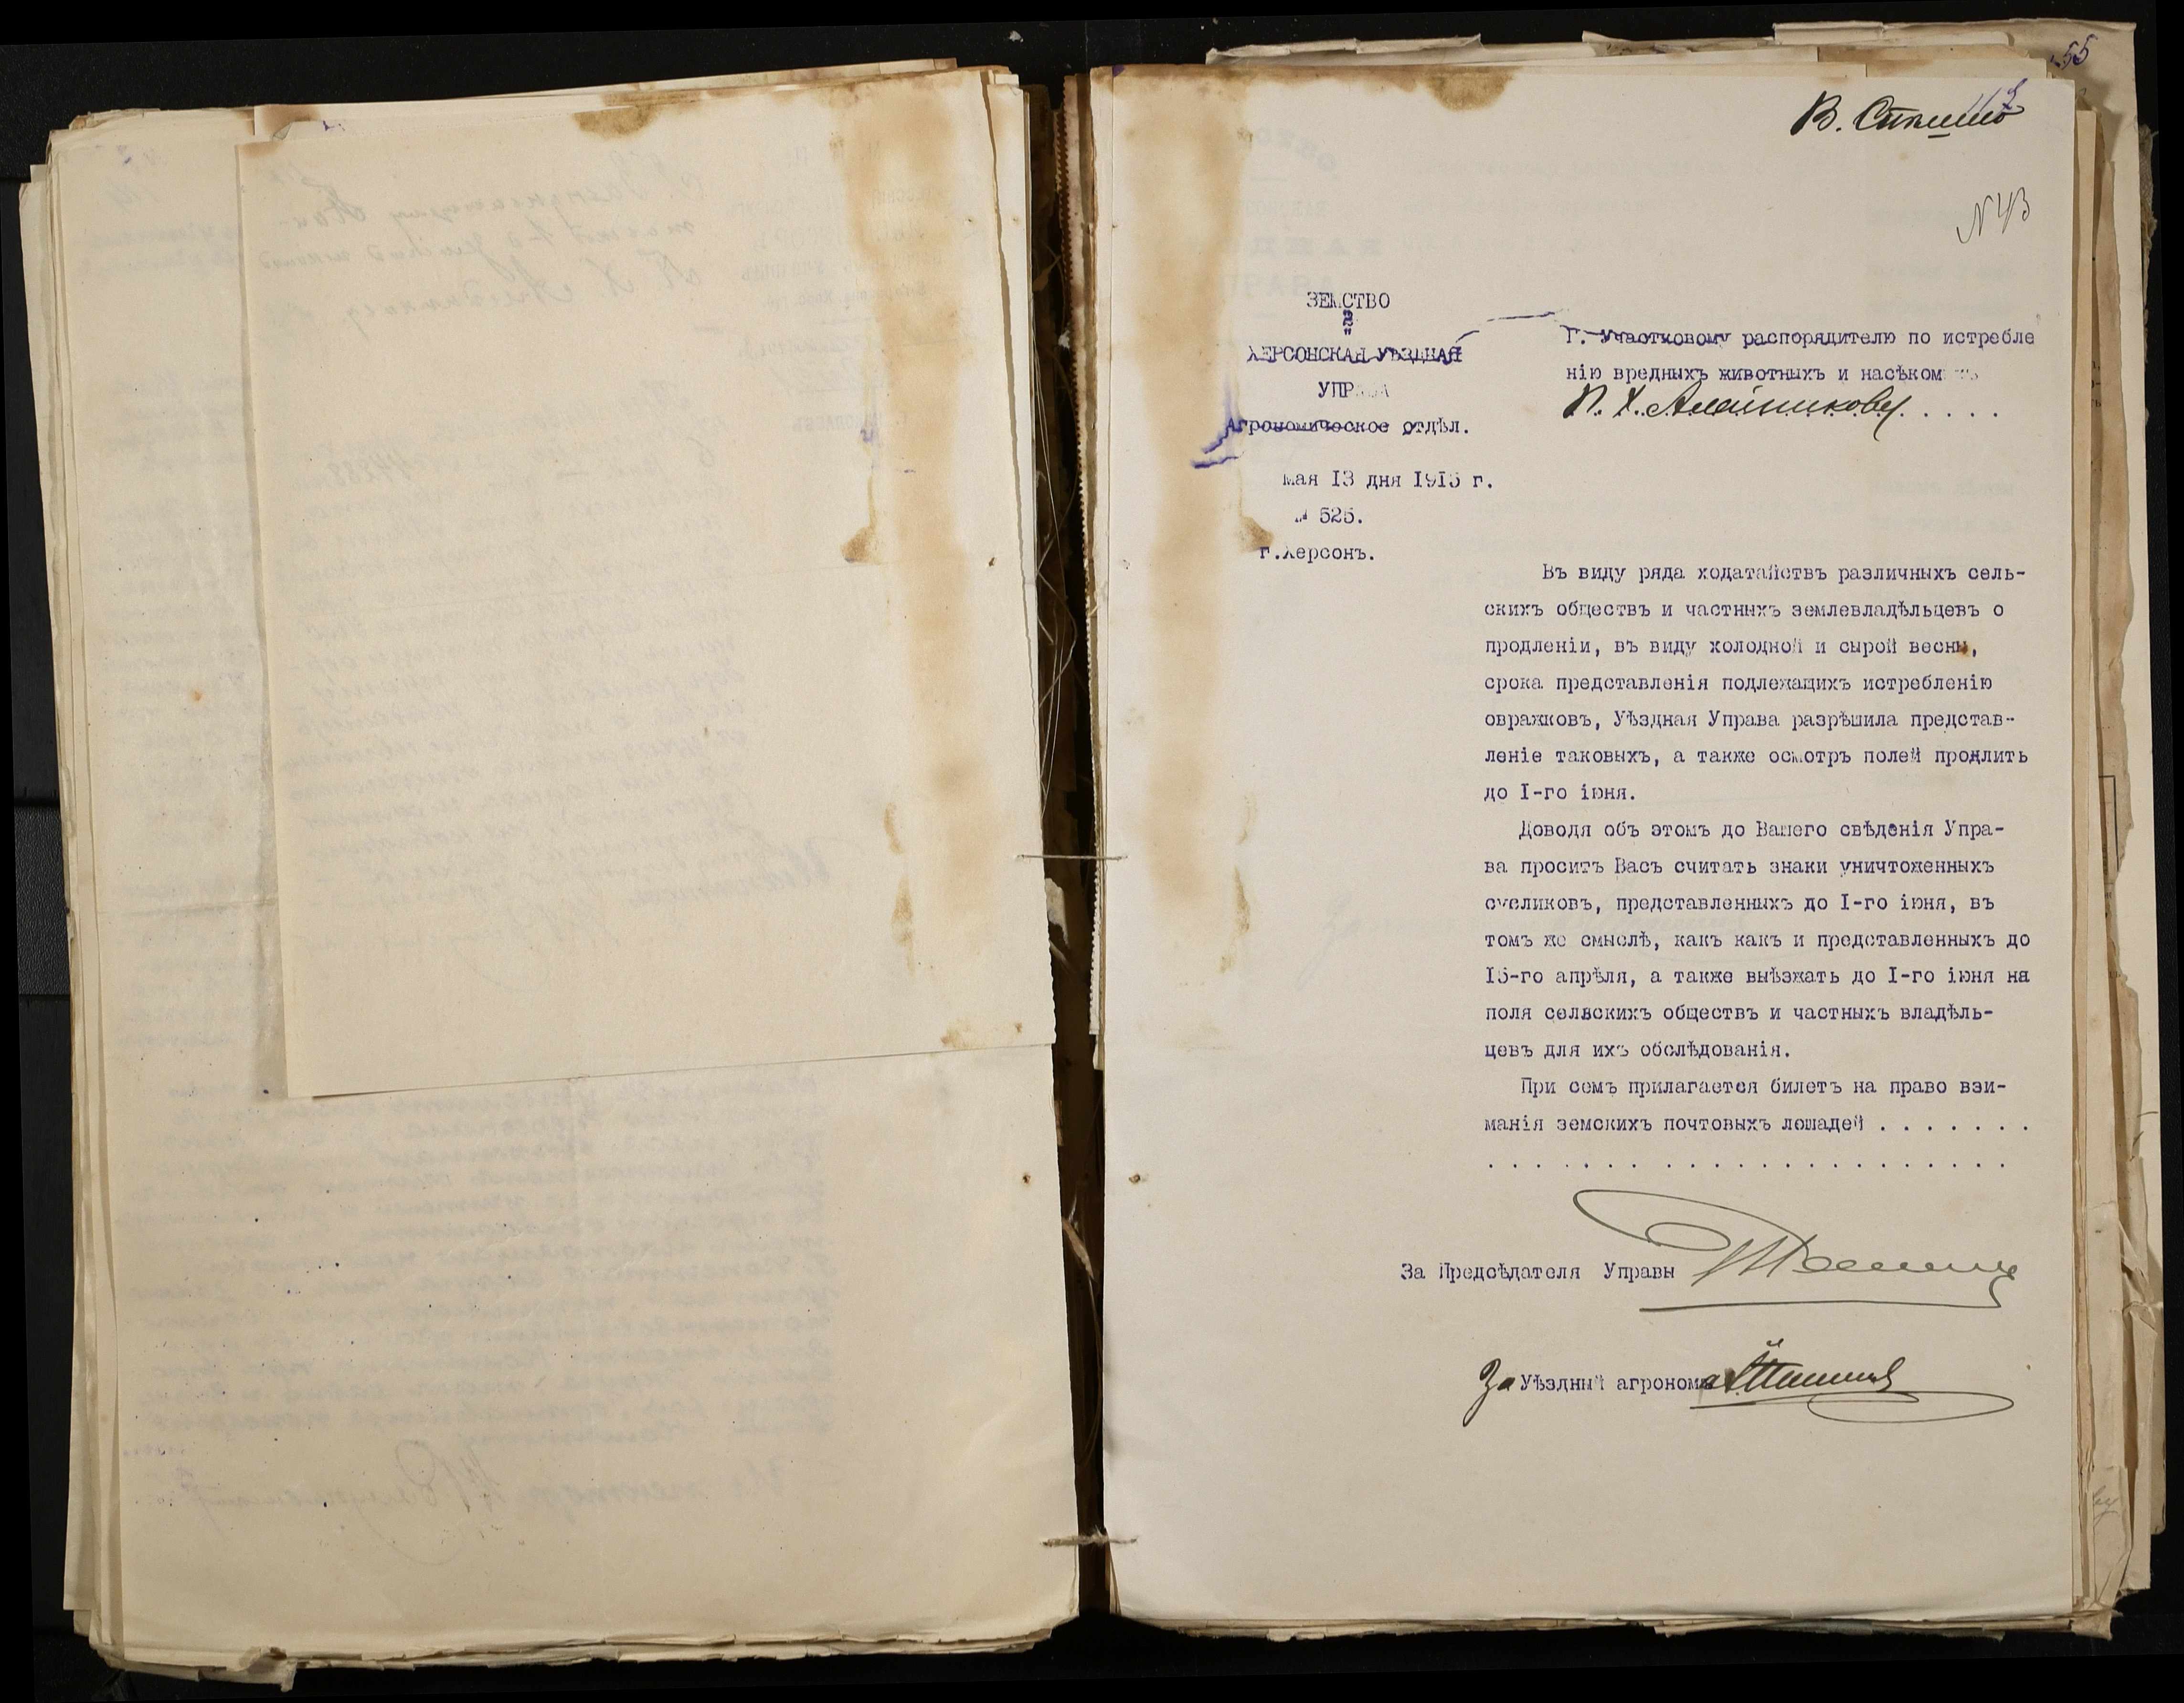 55
В.
N 43
ЗЕМСТВО
ХЕРСОНСКАЯ УѢЗДНАЯ
УПРАВА
Агрономическое отдѣл.
мая 13 дня 1915 г.
№ 525.
г.Херсонъ.
Г. Участковому распорядителю по истребле
нію вредныхъ животныхъ и насѣкомыхъ
П. Х. Алейникову. . . . .
Въ виду ряда ходатайствъ различныхъ сель-
скихъ обществъ и частныхъ землевладѣльцевъ о
продленіи, въ виду холодной и сырой весны,
срока представленія подлежащихъ истребленію
овражковъ, Уѣздная Управа разрѣшила представ-
леніе таковыхъ, а также осмотръ полей продлить
до I-го іюня.
Доводя объ этомъ до Вашего свѣденія Упра-
ва проситъ Васъ считать знаки уничтоженныхъ
сусликовъ, представленныхъ до I-го іюня, въ
томъ же смыслѣ, какъ какъ и представленныхъ до
15-го апрѣля, а также выѣзжать до I-го іюня на
поля сельскихъ обществъ и частныхъ владѣль-
цевъ для ихъ обслѣдованія.
При семъ прилагается билетъ на право взи-
манія земскихъ почтовыхъ лошадей . . . . . . .
. . . . . . . . . . . . . . . . . . . . . .
За Предсѣдателя Управы
За Уѣздный агронома